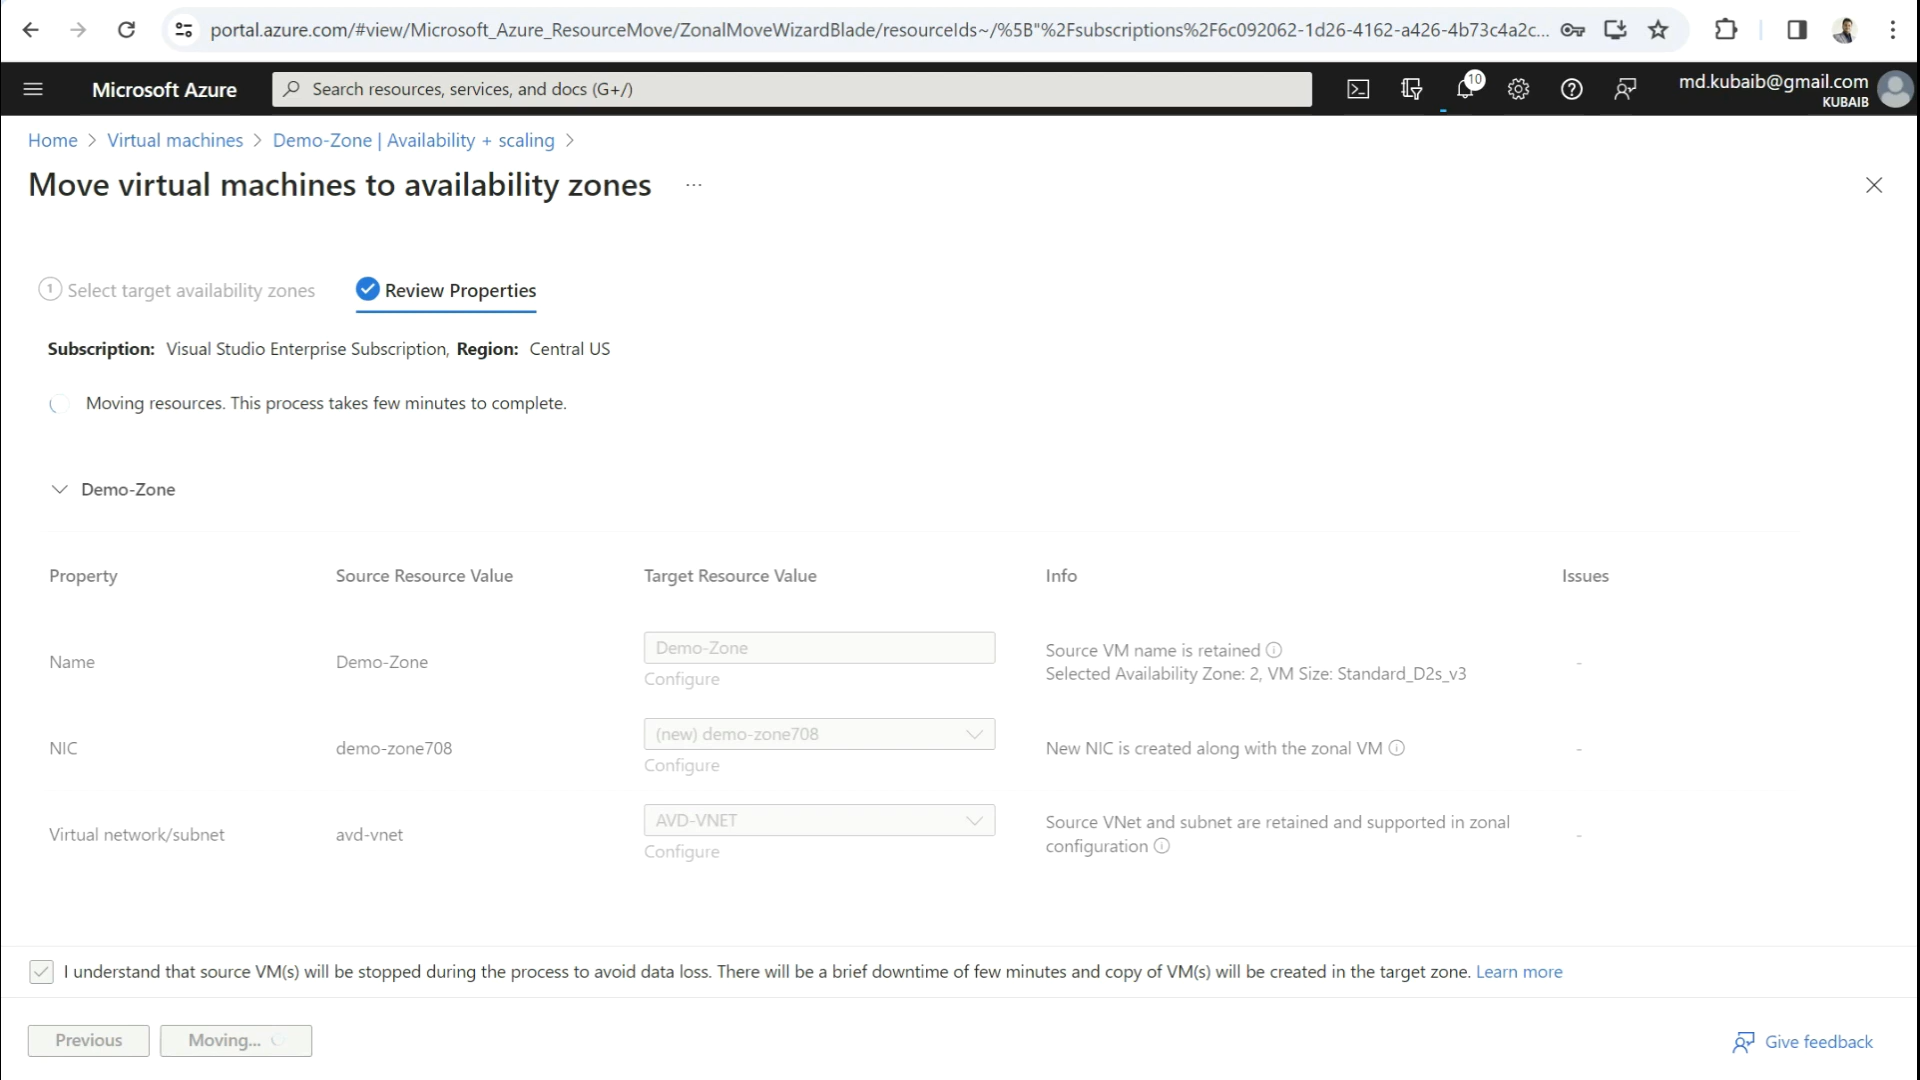 portal.azure.com/#view/Microsoft_Azure_ResourceMove/ZonalMoveWizardBlade/resourceIds~/%5B"%2Fsubscriptions%2F6c092062-1d26-4162-a426-4b73c4a2c...
Microsoft Azure
Search resources, services, and docs (G+/)
10
md.kubaib@gmail.com
KUBAIB
Home > Virtual machines > Demo-Zone | Availability + scaling >
Move virtual machines to availability zones ...
1 Select target availability zones
Review Properties
Subscription: Visual Studio Enterprise Subscription, Region: Central US
Moving resources. This process takes few minutes to complete.
Demo-Zone
Property Source Resource Value Target Resource Value Info Issues
Name Demo-Zone Demo-Zone
Configure
Source VM name is retained
Selected Availability Zone: 2, VM Size: Standard_D2s_v3
-
NIC demo-zone708 (new) demo-zone708
Configure
New NIC is created along with the zonal VM
-
Virtual network/subnet avd-vnet AVD-VNET
Configure
Source VNet and subnet are retained and supported in zonal
configuration
-
I understand that source VM(s) will be stopped during the process to avoid data loss. There will be a brief downtime of few minutes and copy of VM(s) will be created in the target zone. Learn more
Previous Moving...
Give feedback